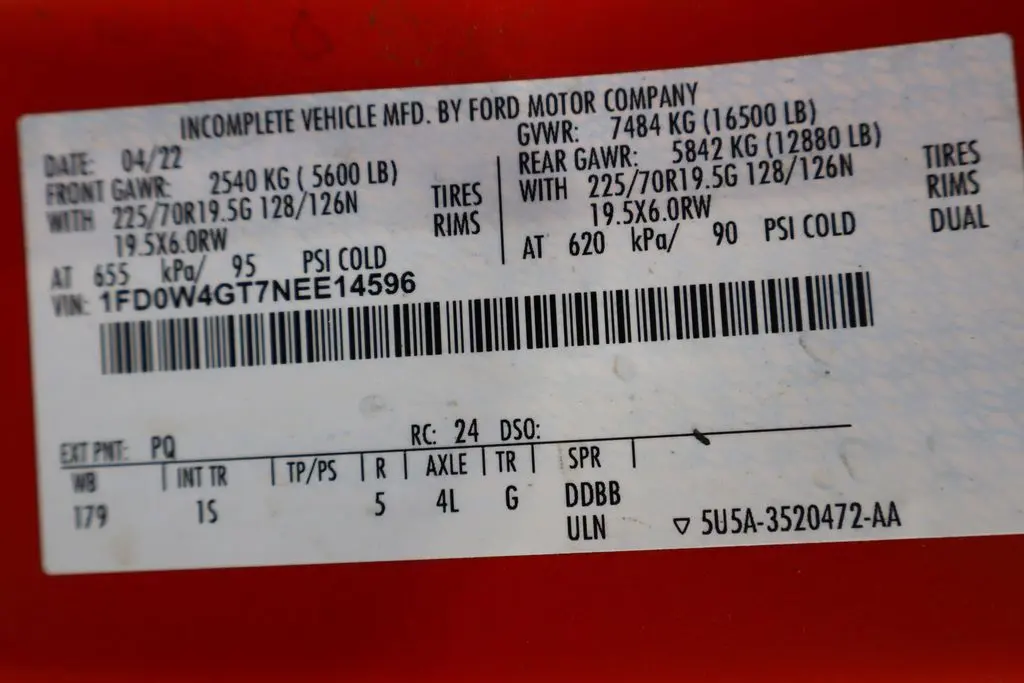 INCOMPLETE VEHICLE MFD. BY FORD MOTOR COMPANY
DATE: 04/22
GVWR: 7484 KG (16500 LB)
FRONT GAWR: 2540 KG ( 5600 LB)
REAR GAWR: 5842 KG (12880 LB)
WITH 225/70R19.5G 128/126N TIRES
19.5X6.0RW RIMS
AT 655 kPa/ 95 PSI COLD
WITH 225/70R19.5G 128/126N TIRES
19.5X6.0RW RIMS
AT 620 kPa/ 90 PSI COLD DUAL
VIN: 1FD0W4GT7NEE14596
EXT PNT: PQ RC: 24 DSO:
WB INT TR TP/PS R AXLE TR SPR
179 1S 5 4L G DDBB
ULN ▽ 5U5A-3520472-AA